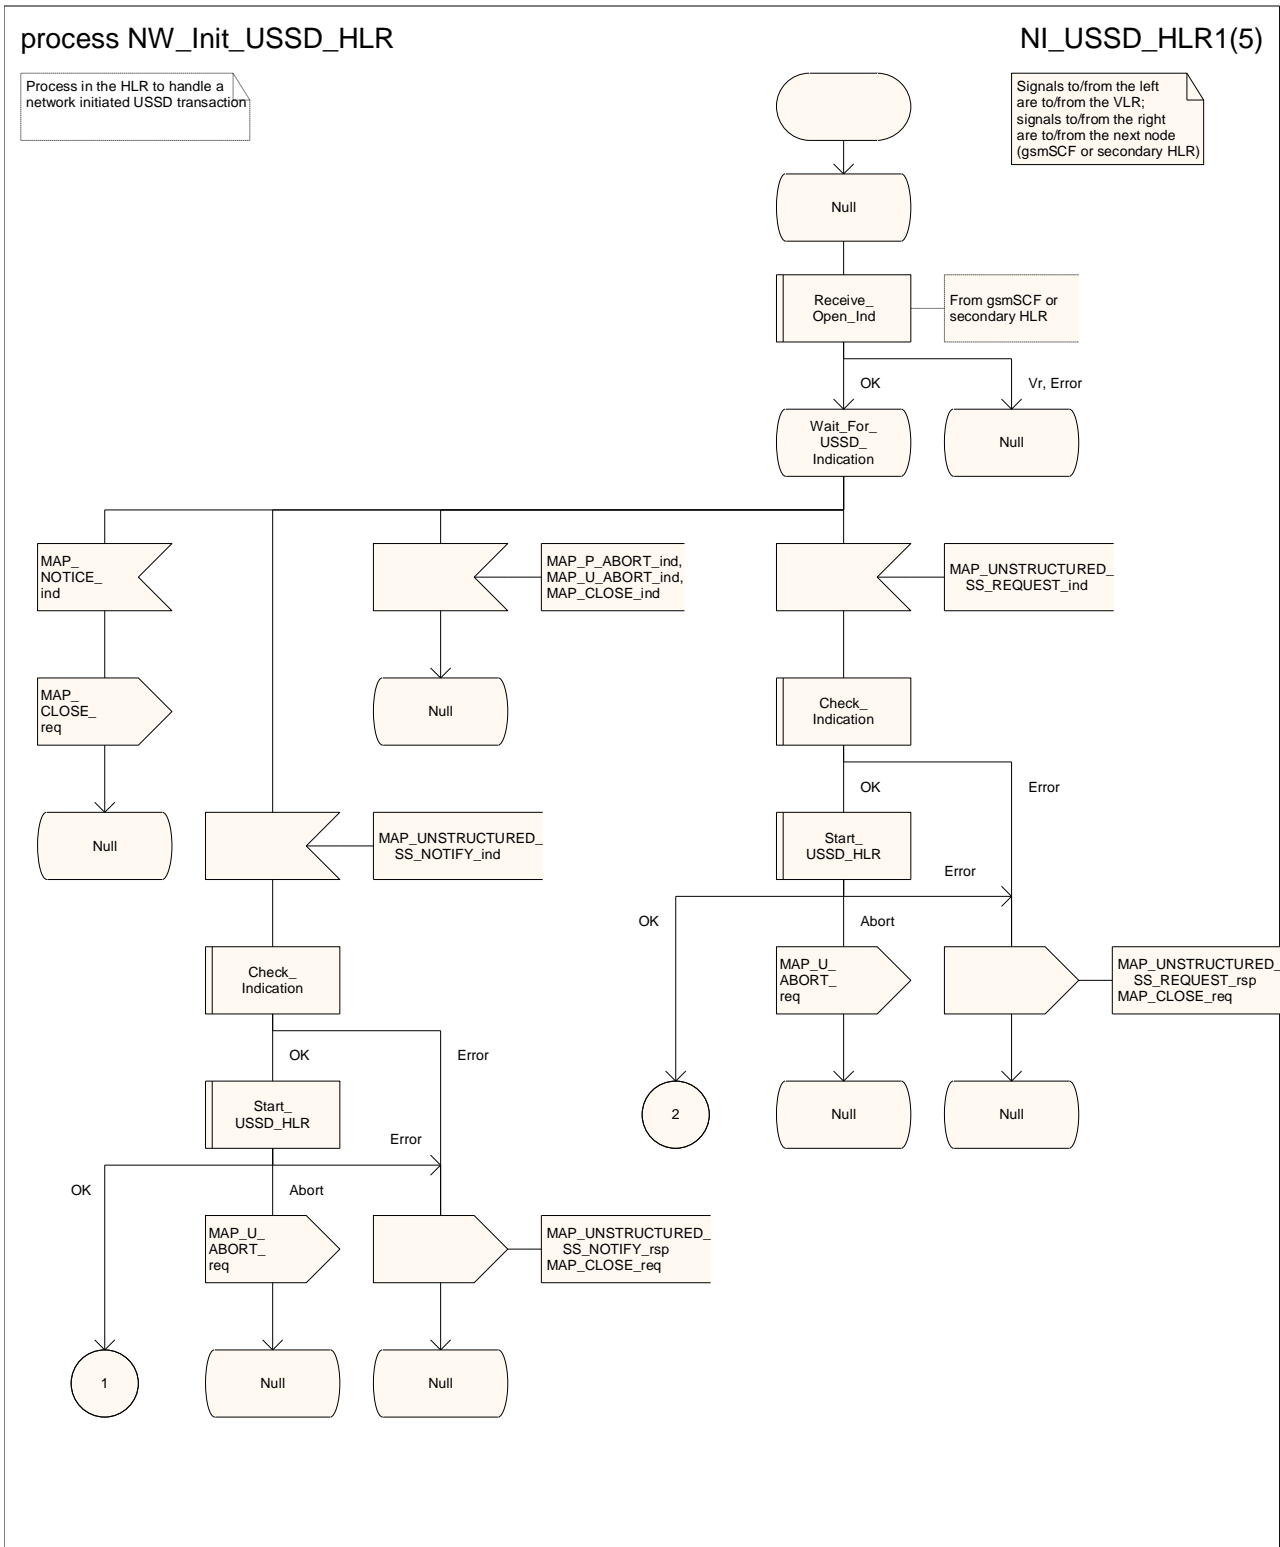 process NW_Init_USSD_HLR
NI_USSD_HLR1(5)
Process in the HLR to handle a
network initiated USSD transaction
Signals to/from the left
are to/from the VLR;
signals to/from the right
are to/from the next node
(gsmSCF or secondary HLR)
Null
Receive_
Open_Ind
From gsmSCF or
secondary HLR
OK
Vr, Error
Wait_For_
USSD_
Indication
Null
MAP_
NOTICE_
ind
MAP_P_ABORT_ind,
MAP_U_ABORT_ind,
MAP_CLOSE_ind
MAP_UNSTRUCTURED_
SS_REQUEST_ind
MAP_
CLOSE_
req
Null
Check_
Indication
OK
Error
Null
MAP_UNSTRUCTURED_
SS_NOTIFY_ind
Start_
USSD_HLR
Error
OK
Abort
Check_
Indication
MAP_U_
ABORT_
req
MAP_UNSTRUCTURED_
SS_REQUEST_rsp
MAP_CLOSE_req
OK
Error
Start_
USSD_HLR
2
Null
Null
Error
OK
Abort
MAP_U_
ABORT_
req
MAP_UNSTRUCTURED_
SS_NOTIFY_rsp
MAP_CLOSE_req
1
Null
Null